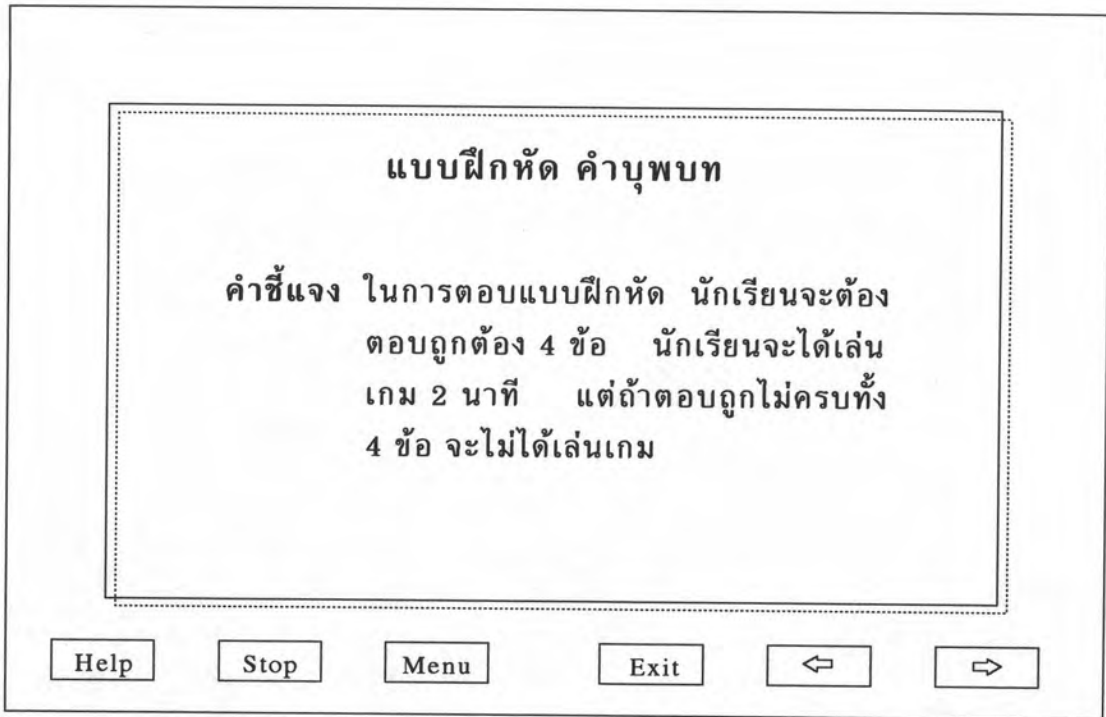 แบบฝึกหัด คำบุพบท
คำชี้แจง ในการตอบแบบฝึกหัด นักเรียนจะต้อง
ตอบถูกต้อง 4 ข้อ นักเรียนจะได้เล่น
เกม 2 นาที แต่ถ้าตอบถูกไม่ครบทั้ง
4 ข้อ จะไม่ได้เล่นเกม
Help Stop Menu Exit ⇦ ⇨